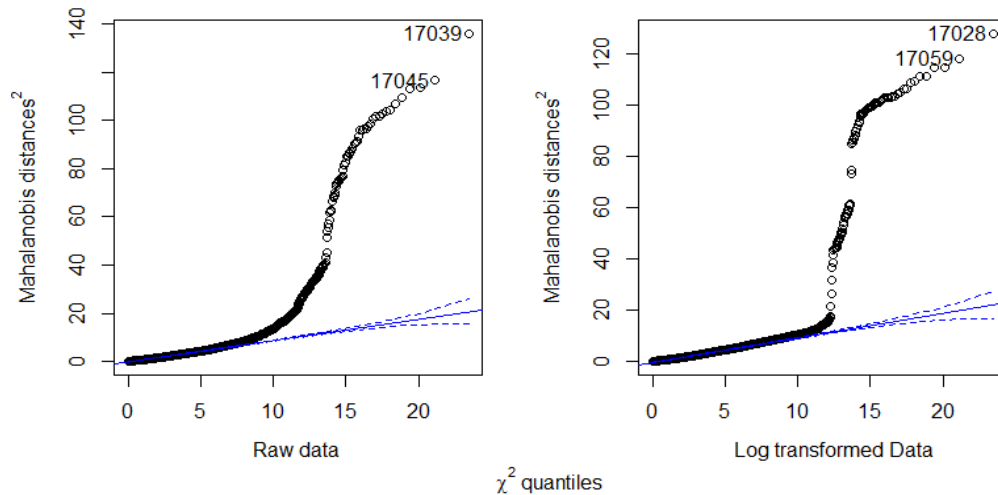 17039
17045
Mahalanobis distances²
0 20 40 60 80 100 140
0 5 10 15 20
Raw data
17028
17059
Mahalanobis distances²
0 20 40 60 80 100 120
0 5 10 15 20
Log transformed Data
χ² quantiles